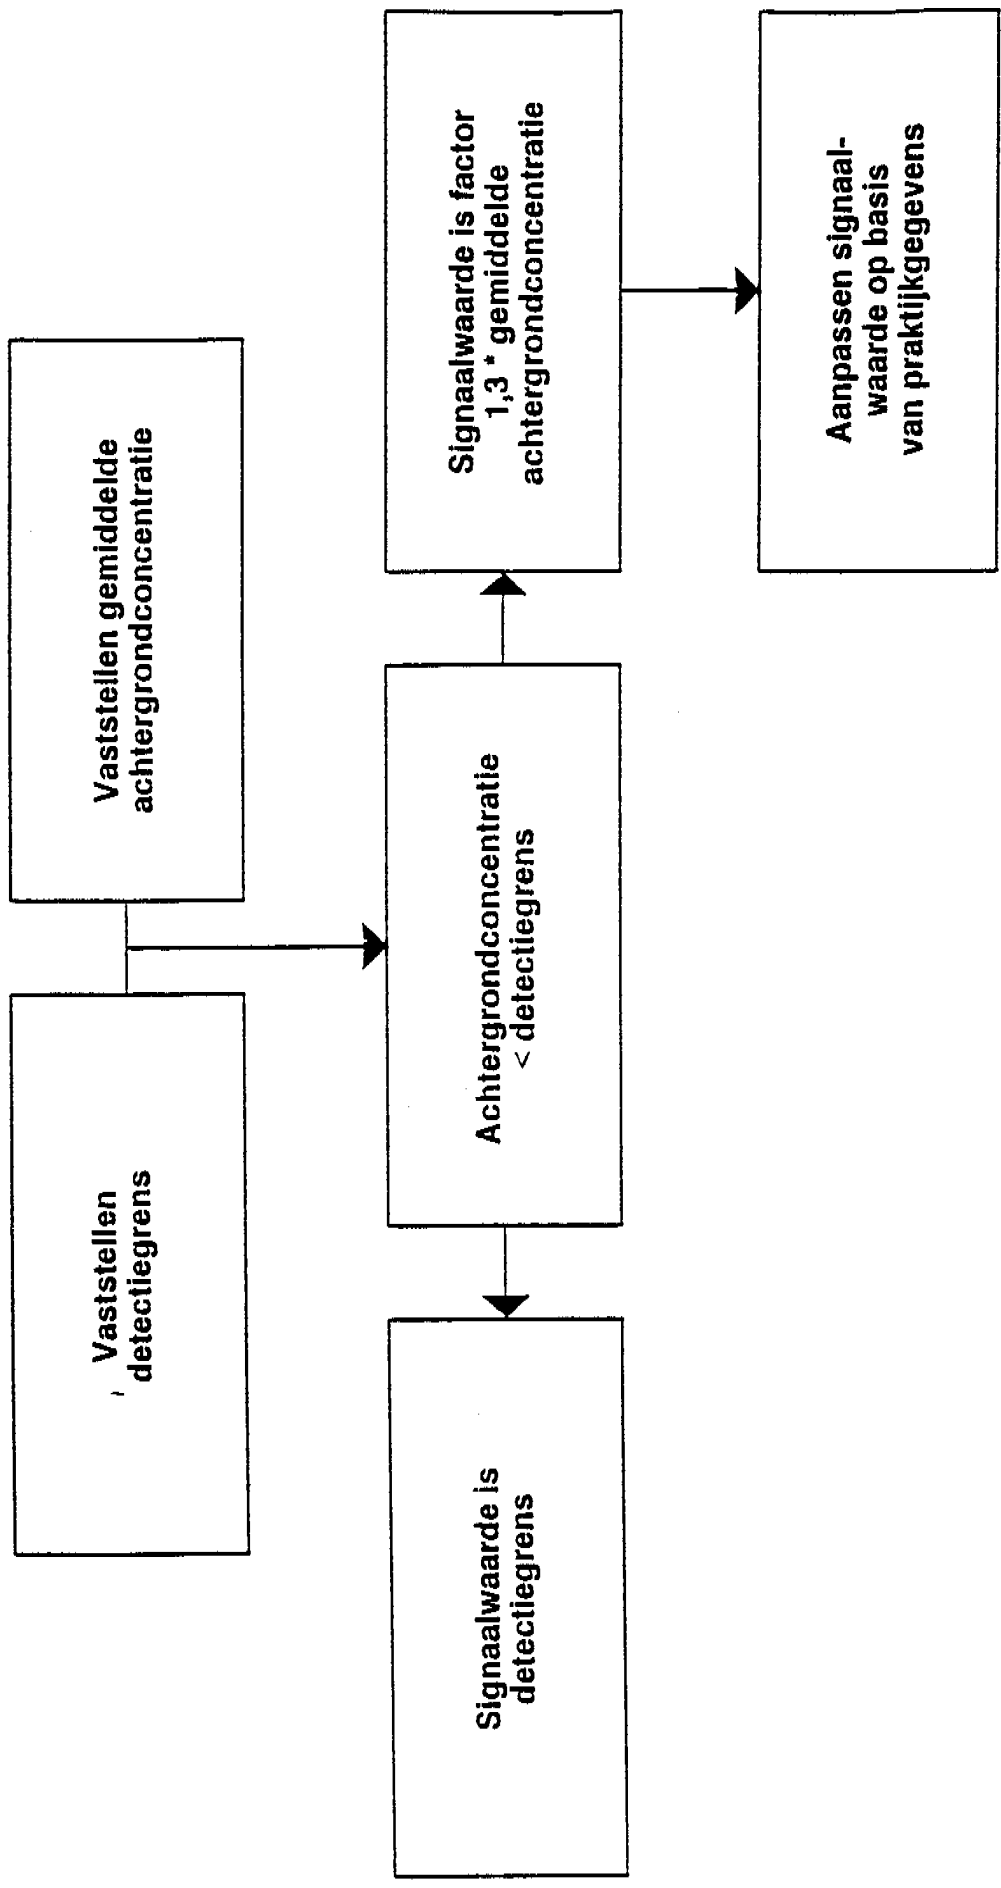 Vaststellen
detectiegrens
Vaststellen gemiddelde
achtergrondconcentratie
Signaalwaarde is
detectiegrens
Achtergrondconcentratie
< detectiegrens
Signaalwaarde is factor
1,3 * gemiddelde
achtergrondconcentratie
Aanpassen signaal-
waarde op basis
van praktijkgegevens